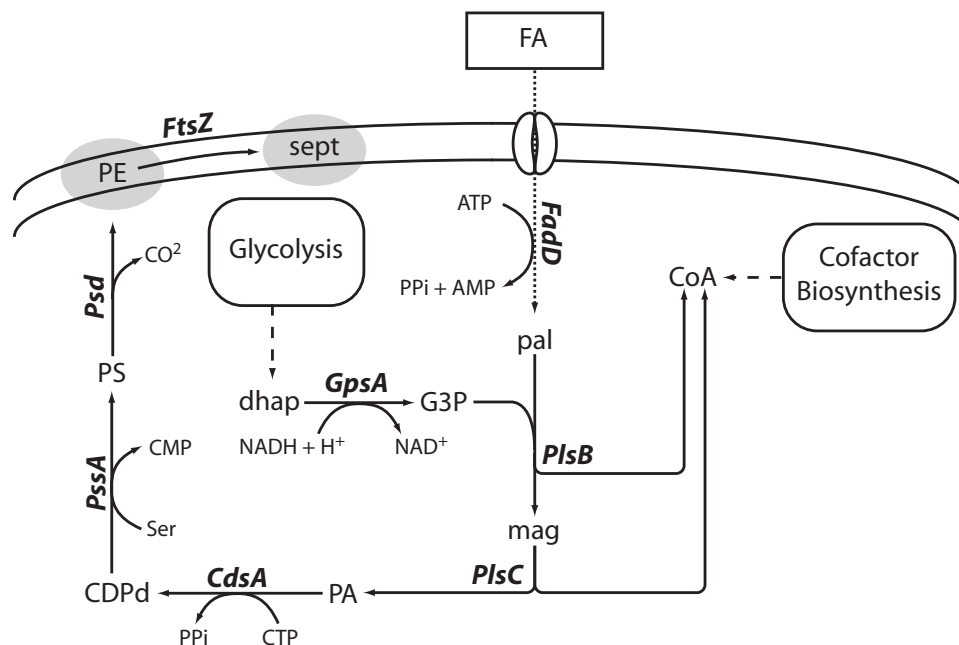 FA
FtsZ
sept
PE
ATP
FadD
Glycolysis
CO²
PPi + AMP
CoA
Cofactor
Biosynthesis
Psd
pal
PS
dhap
GpsA
G3P
NADH + H⁺
NAD⁺
CMP
PlsB
PssA
Ser
mag
CDPd
CdsA
PA
PlsC
PPi
CTP